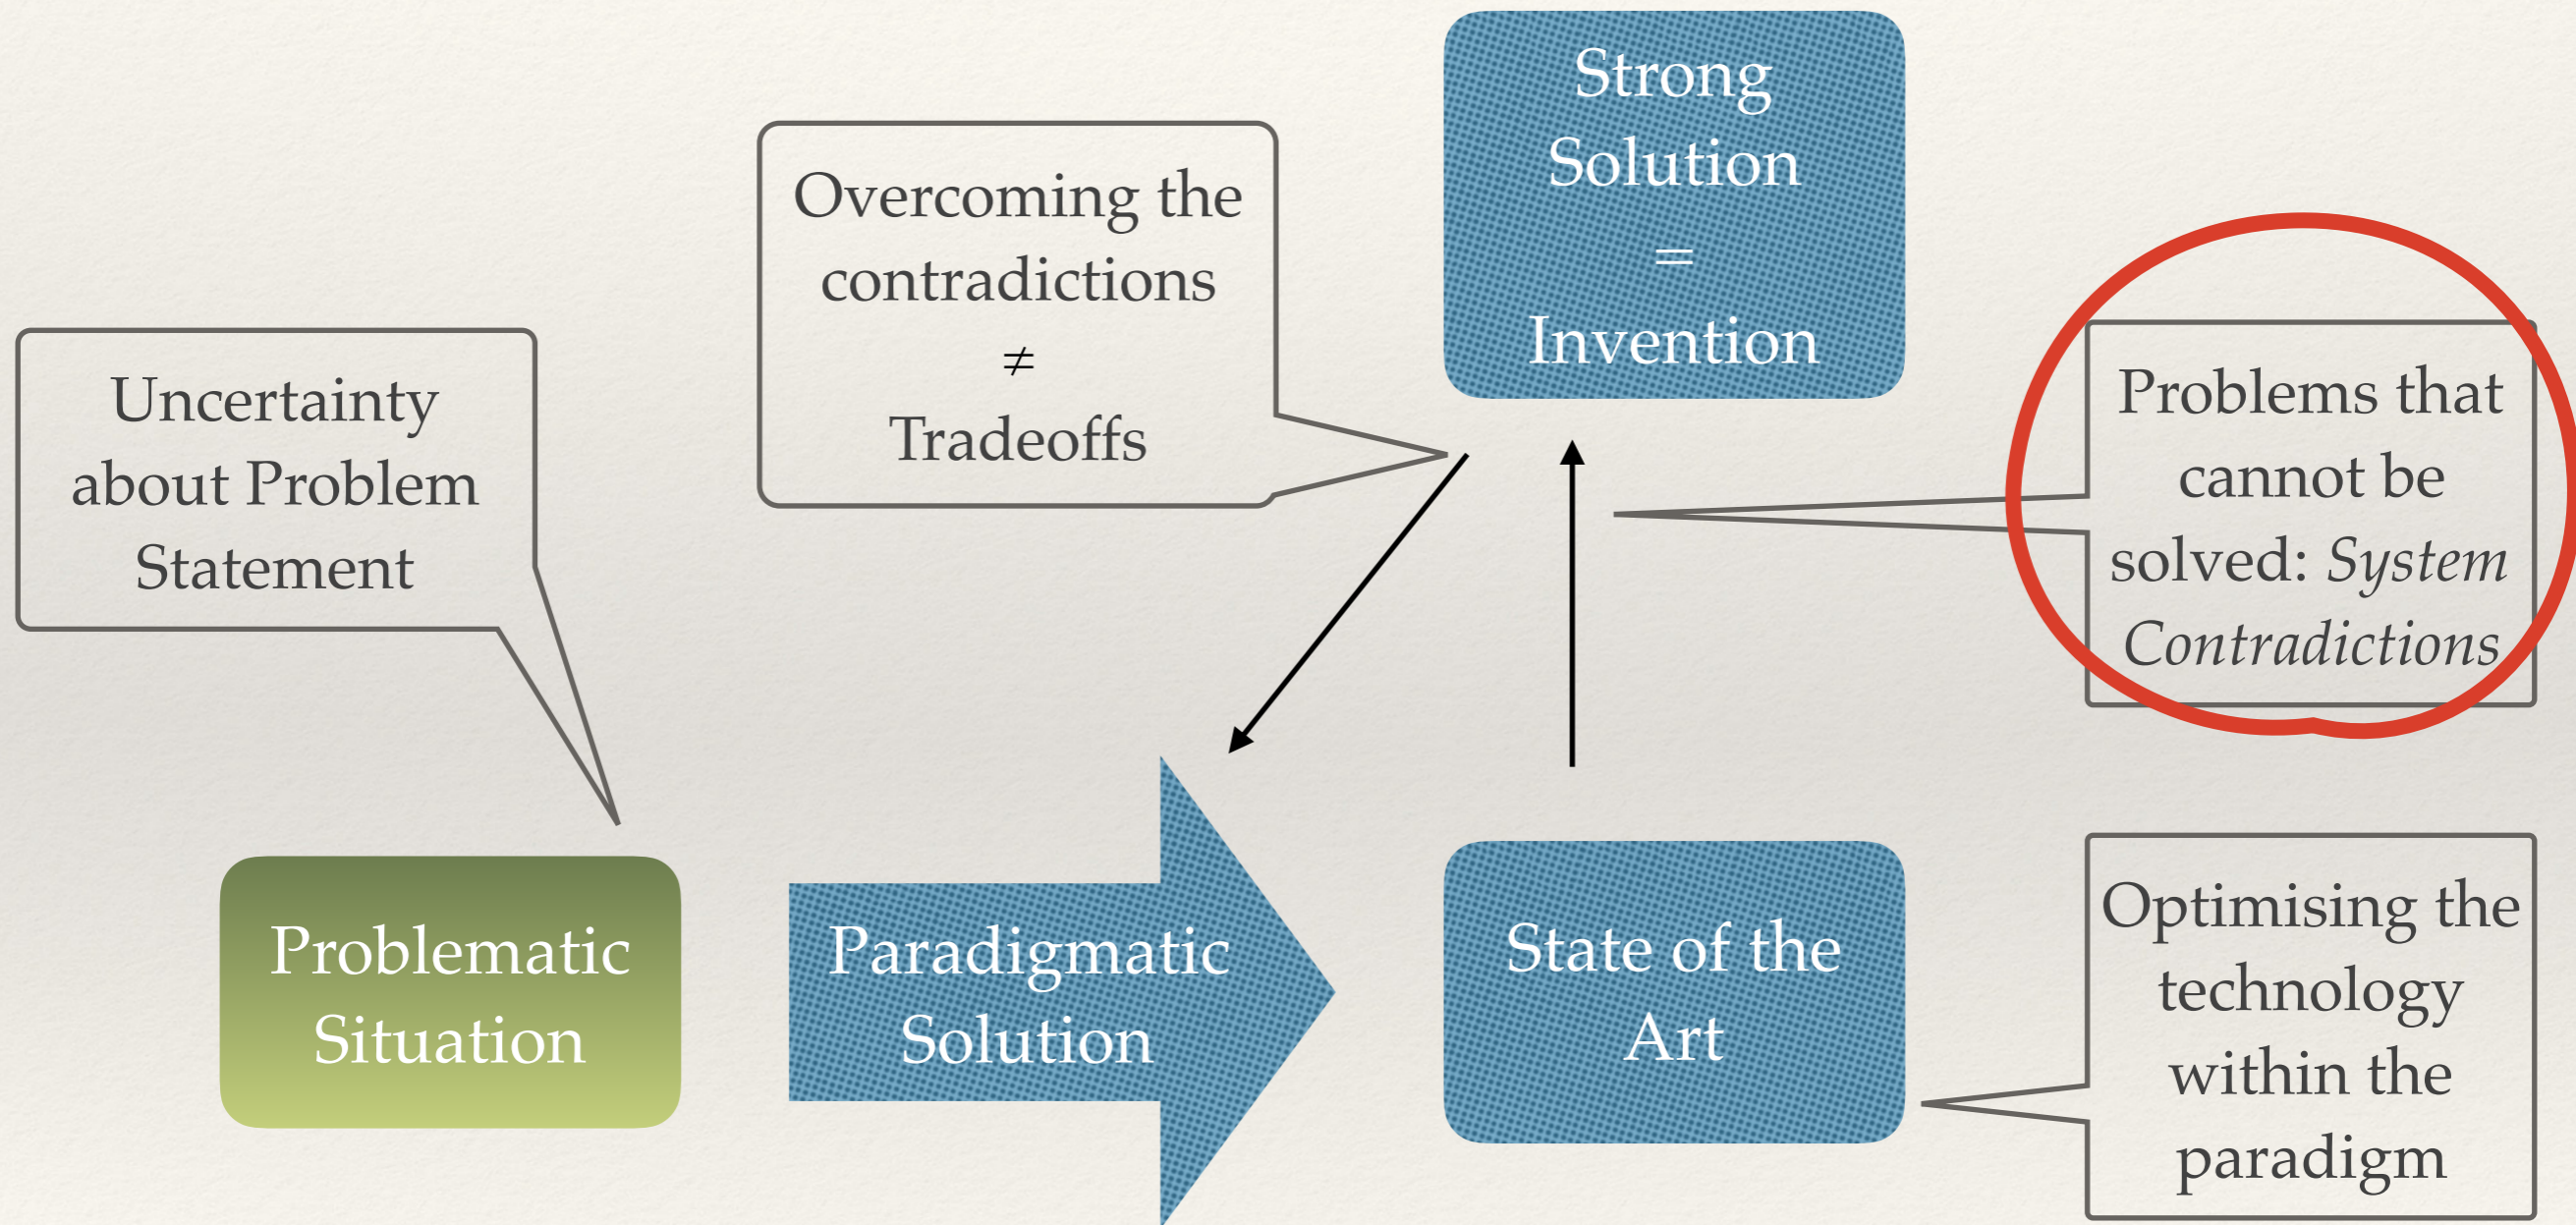 Strong
Solution
=
Invention
Overcoming the
contradictions
≠
Tradeoffs
Uncertainty
about Problem
Statement
Problems that
cannot be
solved: System
Contradictions
Problematic
Situation
Paradigmatic
Solution
State of the
Art
Optimising the
technology
within the
paradigm